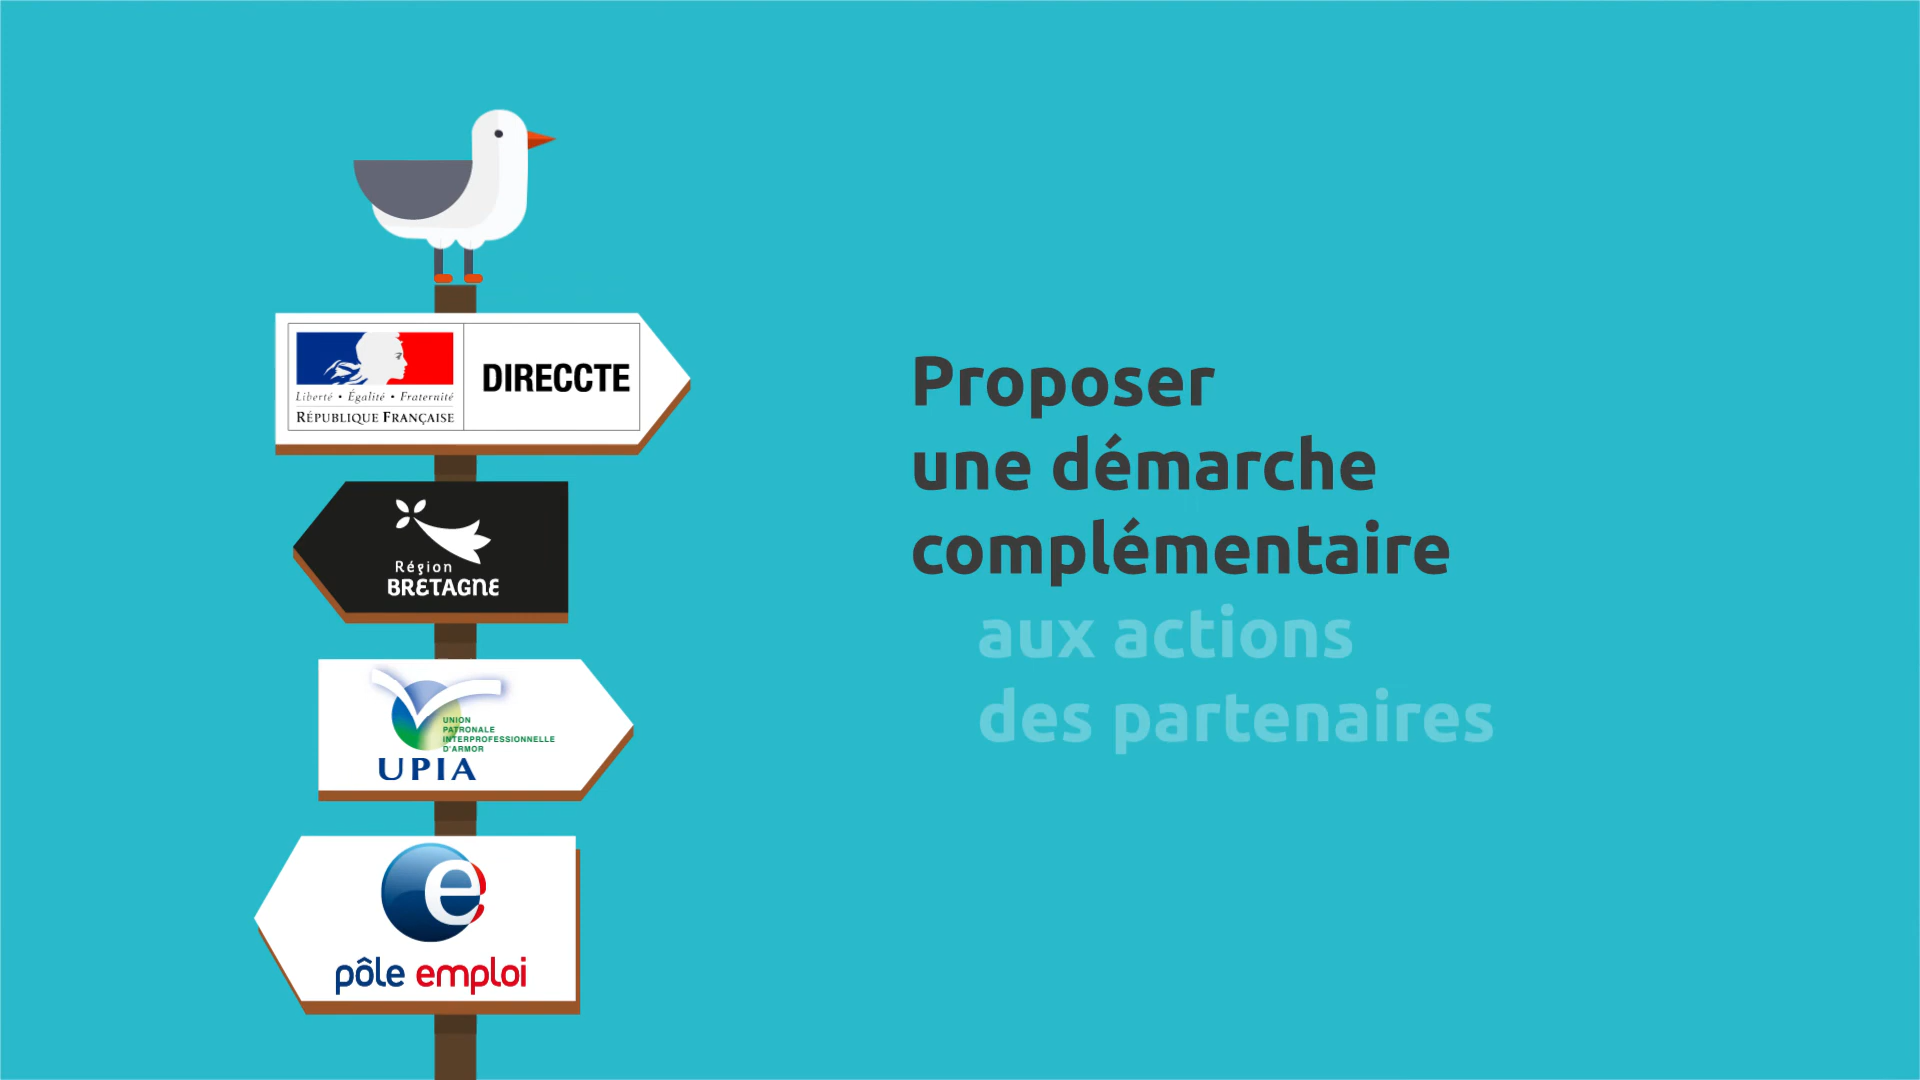 Liberté • Égalité • Fraternité
RÉPUBLIQUE FRANÇAISE
DIRECCTE
Région
BRETAGNE
UNION
PATRONALE
INTERPROFESSIONNELLE
D'ARMOR
UPIA
e
pôle emploi
Proposer
une démarche
complémentaire
aux actions
des partenaires